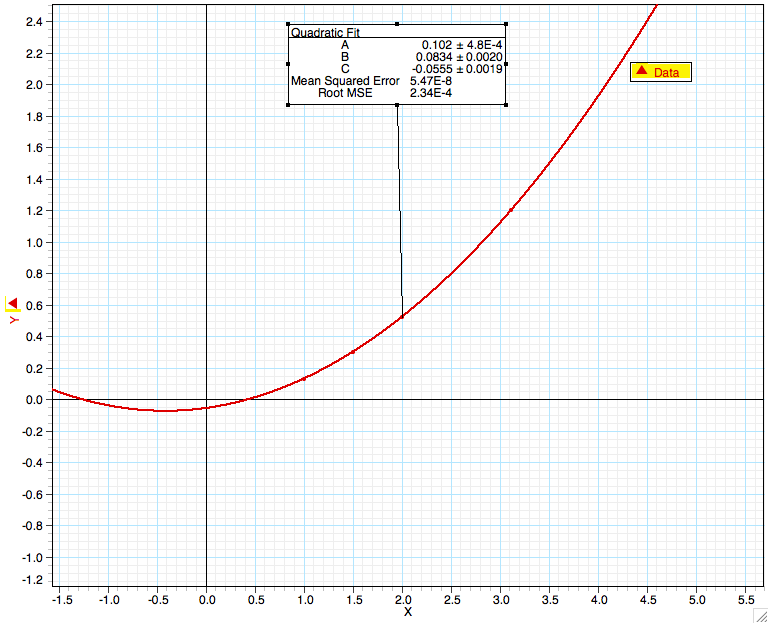 Quadratic Fit
A 0.102 ± 4.8E-4
B 0.0834 ± 0.0020
C -0.0555 ± 0.0019
Mean Squared Error 5.47E-8
Root MSE 2.34E-4
Data
2.4
2.2
2.0
1.8
1.6
1.4
1.2
1.0
0.8
0.6
0.4
0.2
0.0
-0.2
-0.4
-0.6
-0.8
-1.0
-1.2
Y
-1.5 -1.0 -0.5 0.0 0.5 1.0 1.5 2.0 2.5 3.0 3.5 4.0 4.5 5.0 5.5
X